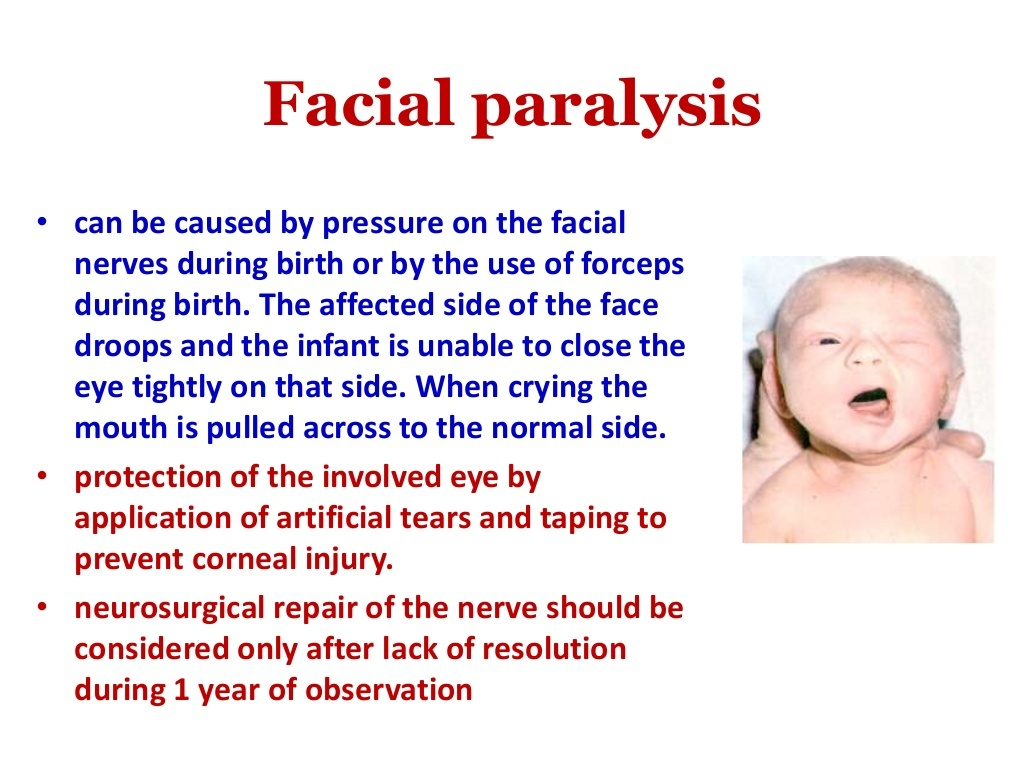 Facial paralysis
• can be caused by pressure on the facial
nerves during birth or by the use of forceps
during birth. The affected side of the face
droops and the infant is unable to close the
eye tightly on that side. When crying the
mouth is pulled across to the normal side.
• protection of the involved eye by
application of artificial tears and taping to
prevent corneal injury.
• neurosurgical repair of the nerve should be
considered only after lack of resolution
during 1 year of observation